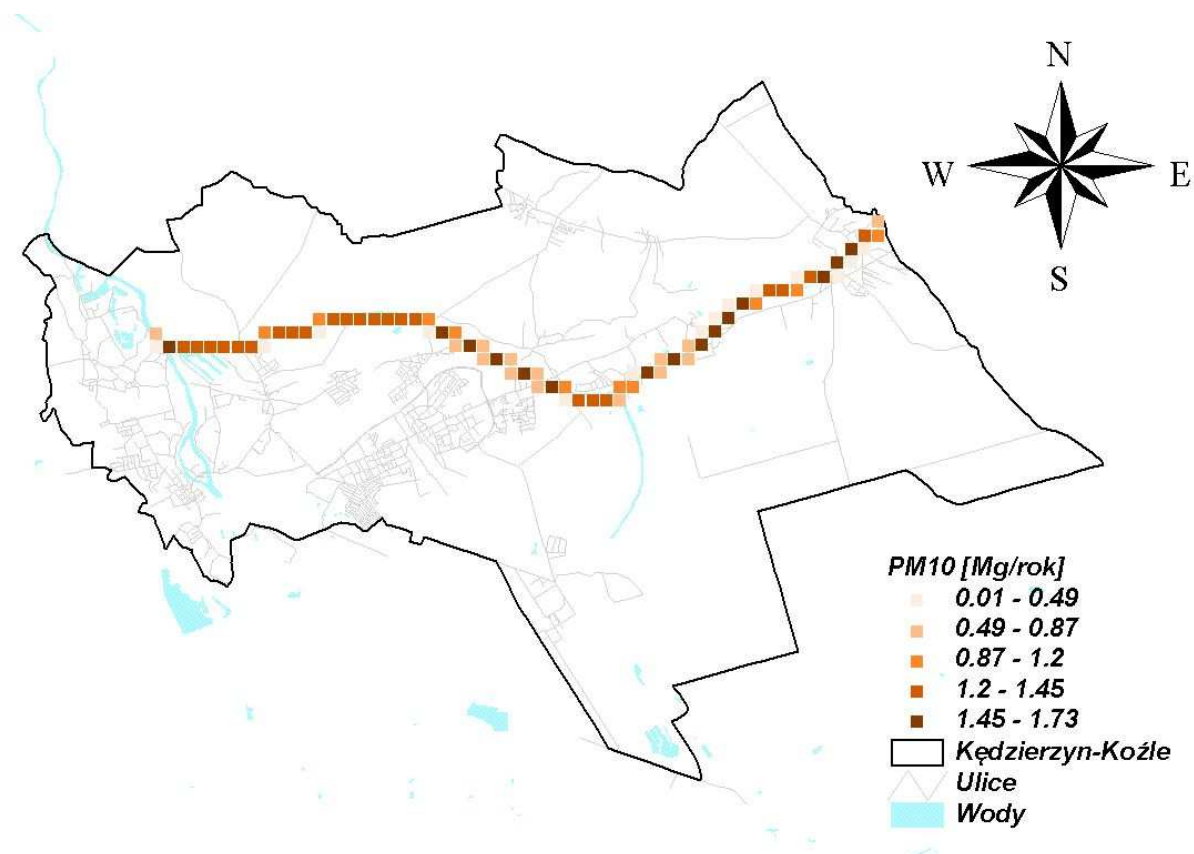 N
W E
S
PM10 [Mg/rok]
0.01 - 0.49
0.49 - 0.87
0.87 - 1.2
1.2 - 1.45
1.45 - 1.73
Kędzierzyn-Koźle
Ulice
Wody